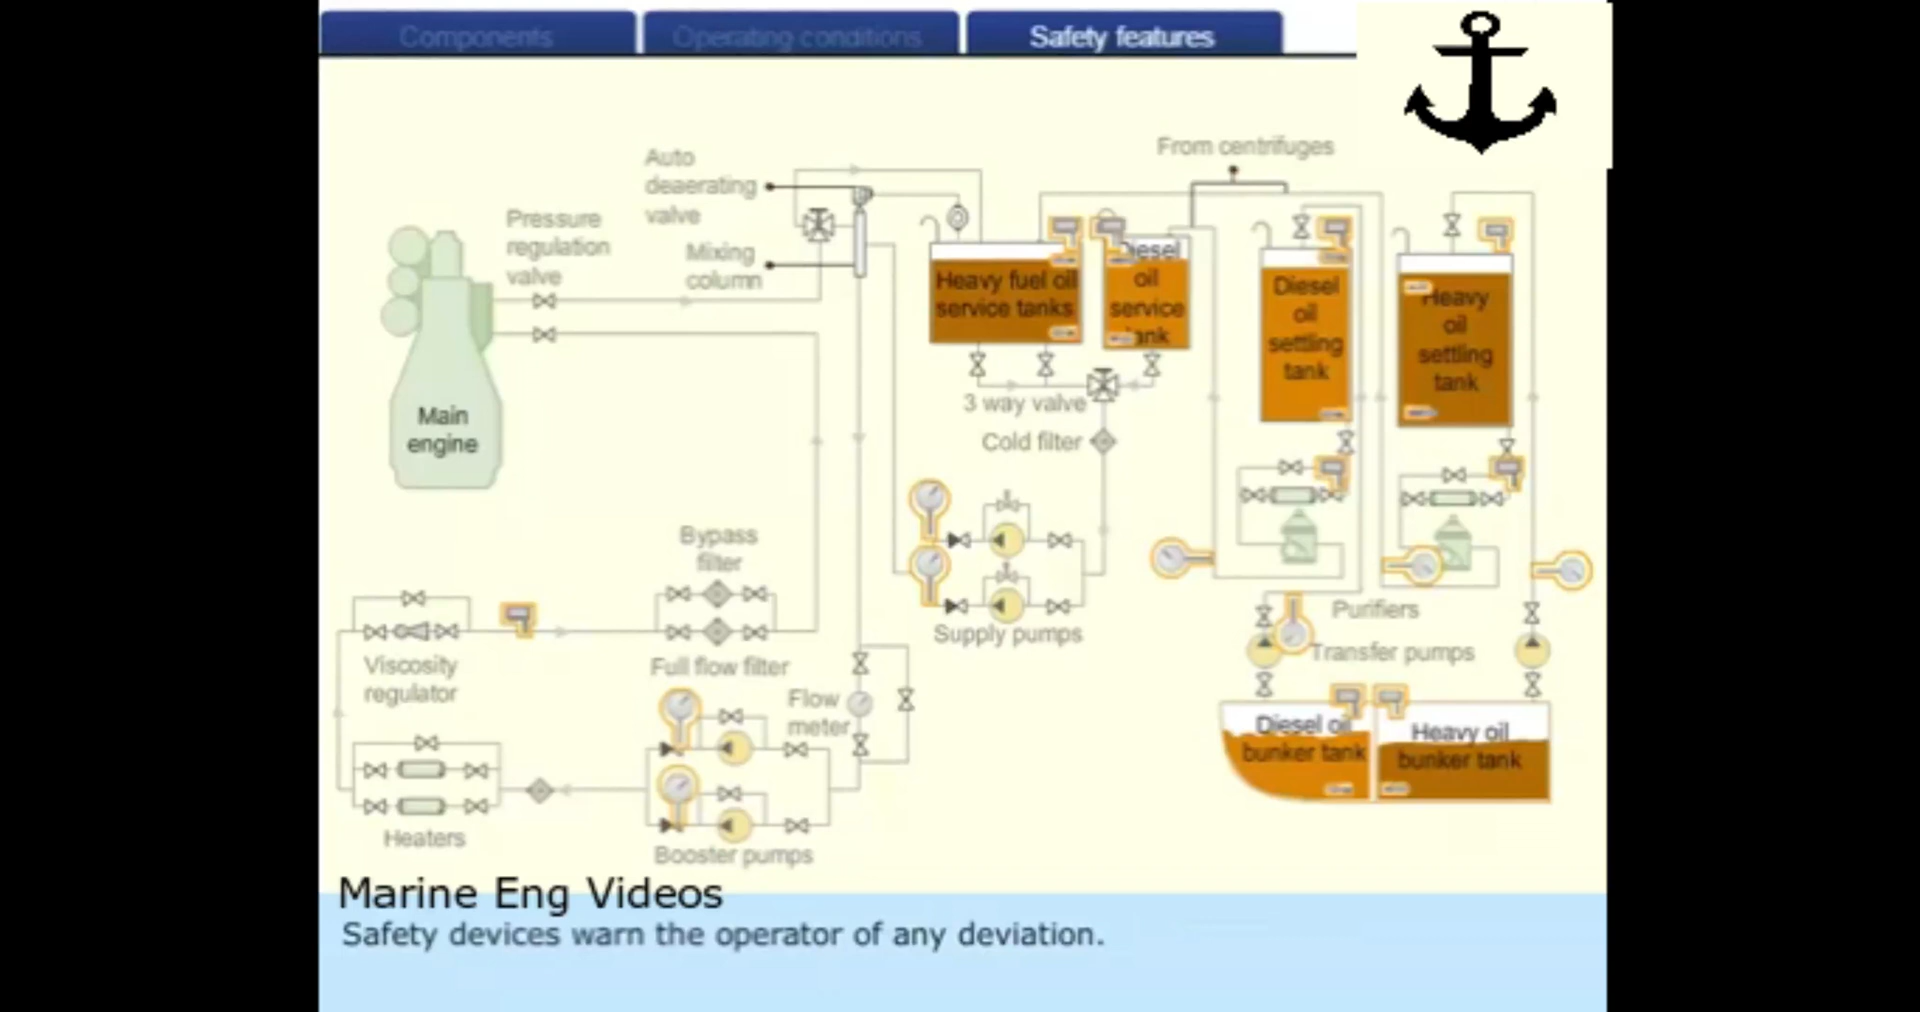 Components
Operating conditions
Safety features
From centrifuges
Auto
deaerating
valve
Pressure
regulation
valve
Mixing
column
Heavy fuel oil
service tanks
Diesel
oil
service
tank
Diesel
oil
settling
tank
Heavy
oil
settling
tank
3 way valve
Cold filter
Main
engine
Bypass
filter
Supply pumps
Purifiers
Transfer pumps
Viscosity
regulator
Full flow filter
Flow
meter
Diesel oil
bunker tank
Heavy oil
bunker tank
Heaters
Booster pumps
Marine Eng Videos
Safety devices warn the operator of any deviation.